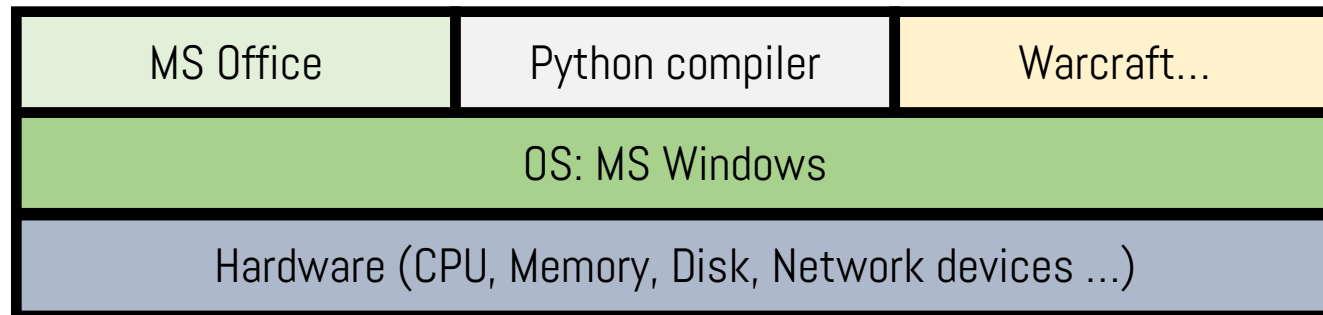 MS Office
Python compiler
Warcraft...
OS: MS Windows
Hardware (CPU, Memory, Disk, Network devices ...)